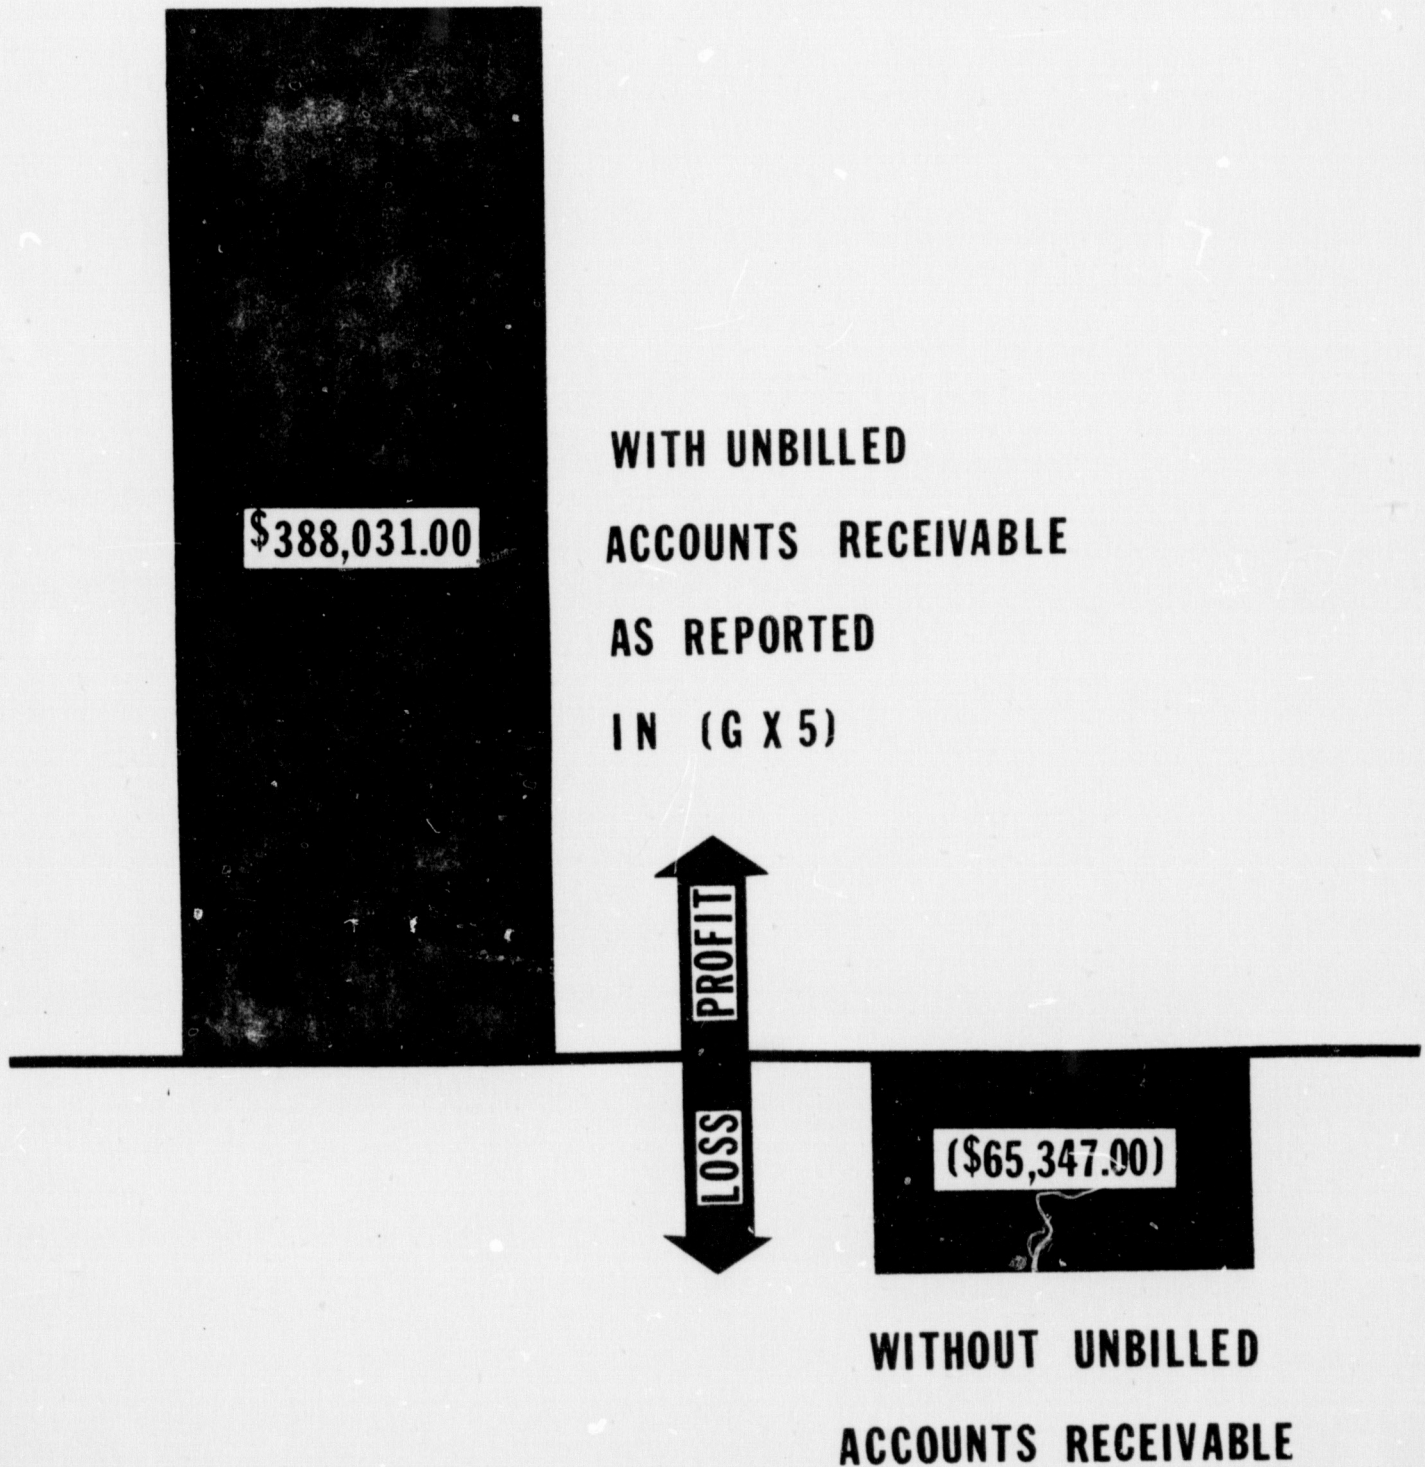 $388,031.00
WITH UNBILLED
ACCOUNTS RECEIVABLE
AS REPORTED
IN (G X 5)
PROFIT
LOSS
($65,347.00)
WITHOUT UNBILLED
ACCOUNTS RECEIVABLE